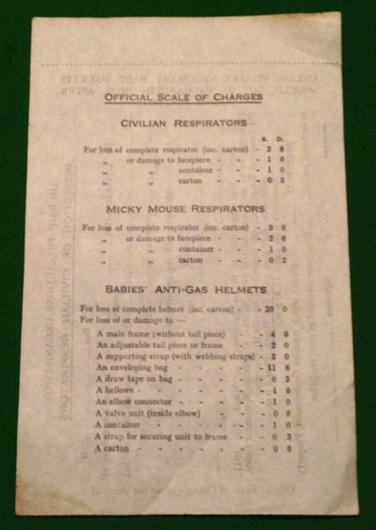 OFFICIAL SCALE OF CHARGES
CIVILIAN RESPIRATORS
S. D.
For loss of complete respirator (inc. carton) - 2 6
„ or damage to facepiece - - - 1 6
„ „ container - - - 1 0
„ „ carton - - - 0 2
MICKY MOUSE RESPIRATORS
For loss of complete respirator (inc. carton) - 3 6
„ or damage to facepiece - - - 2 6
„ „ container - - - 1 0
„ „ carton - - - 0 2
BABIES' ANTI-GAS HELMETS
For loss of complete helmet (inc. carton) - - 25 0
For loss of or damage to :—
A main frame (without tail piece) - - 4 9
An adjustable tail piece or frame - - 2 0
A supporting strap (with webbing straps) - 2 0
An enveloping bag - - - - - 11 6
A draw tape on bag - - - - - 0 3
A bellows - - - - - - - 1 6
An elbow connector - - - - - 1 0
A valve unit (inside elbow) - - - 0 9
A container - - - - - - 1 0
A strap for securing unit to frame - - 0 3
A carton - - - - - - - 0 6